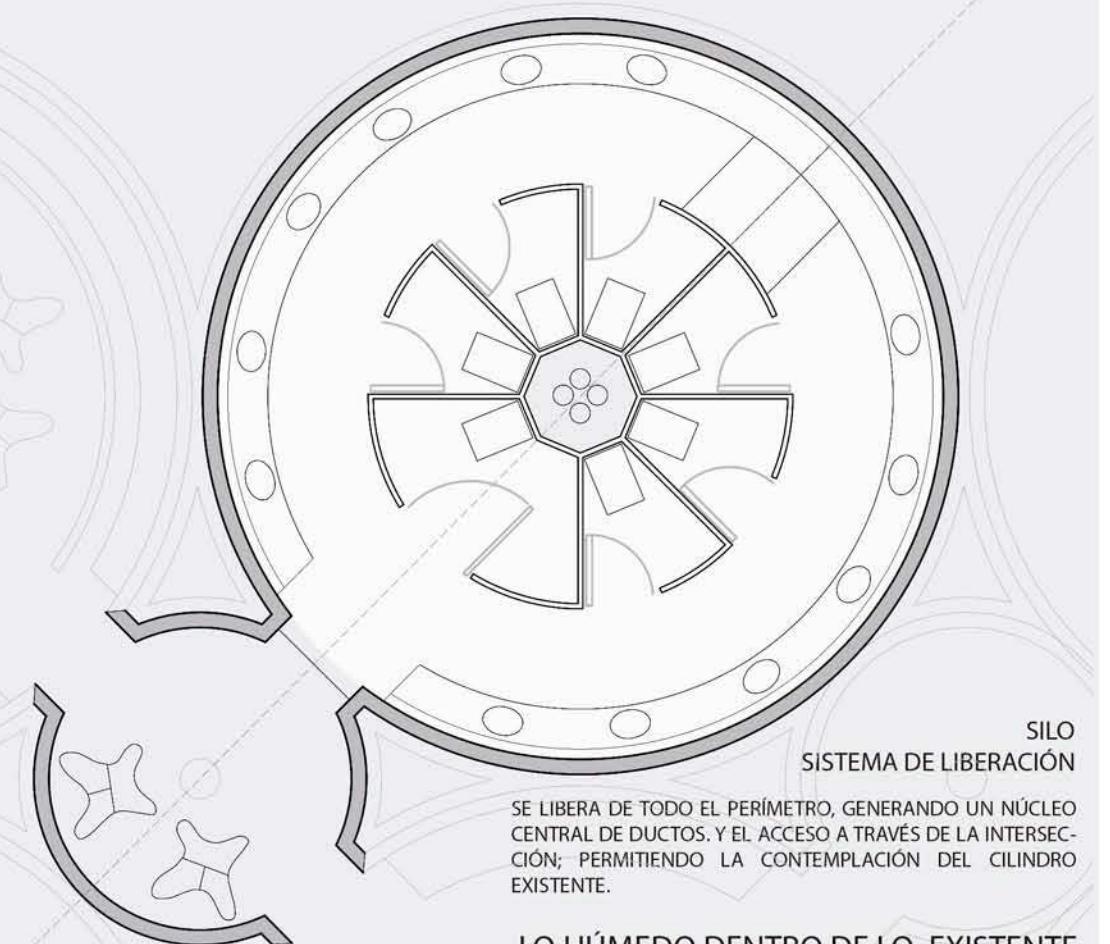 SILO
SISTEMA DE LIBERACIÓN
SE LIBERA DE TODO EL PERÍMETRO, GENERANDO UN NÚCLEO
CENTRAL DE DUCTOS. Y EL ACCESO A TRAVÉS DE LA INTERSEC-
CIÓN; PERMITIENDO LA CONTEMPLACIÓN DEL CILINDRO
EXISTENTE.
LO HÚMEDO DENTRO DE LO EXISTENTE